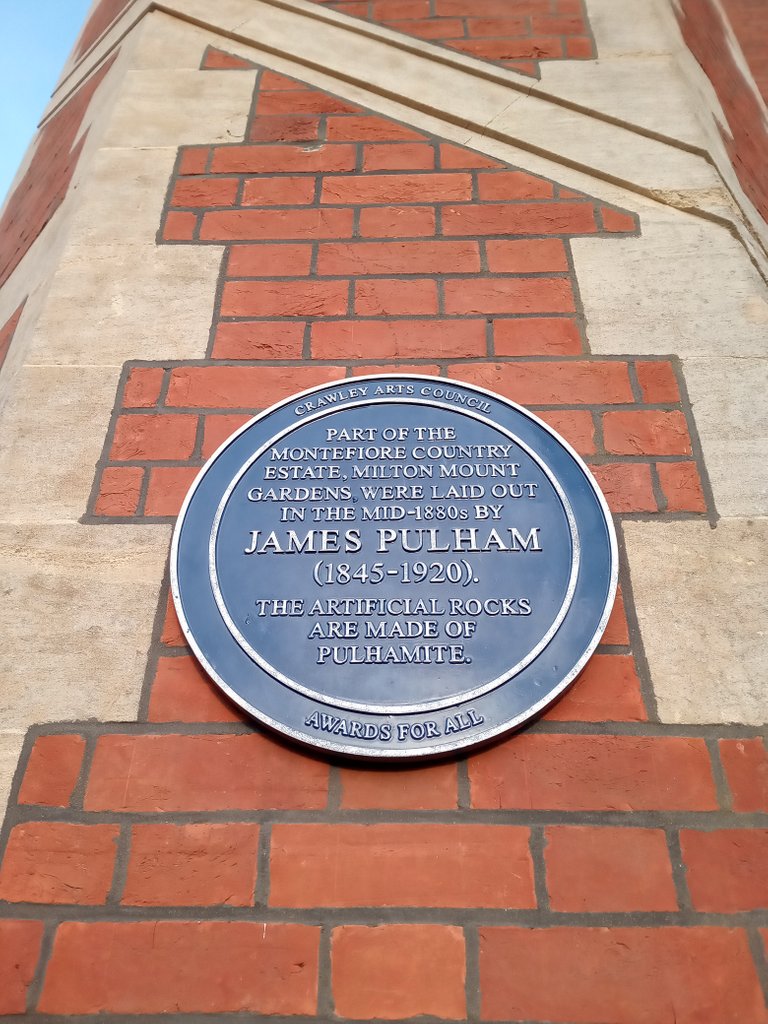 CRAWLEY ARTS COUNCIL
PART OF THE
MONTEFIORE COUNTRY
ESTATE, MILTON MOUNT
GARDENS, WERE LAID OUT
IN THE MID-1880s BY
JAMES PULHAM
(1845-1920).
THE ARTIFICIAL ROCKS
ARE MADE OF
PULHAMITE.
AWARDS FOR ALL